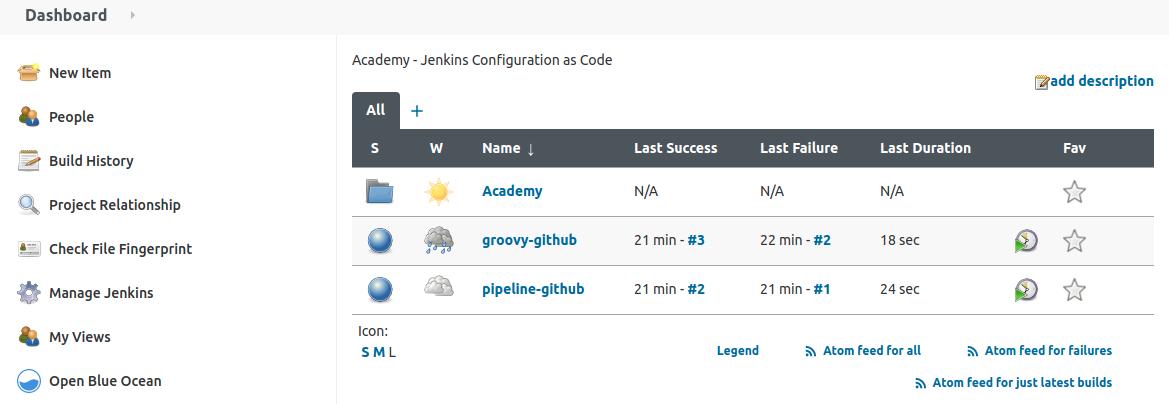 Dashboard
New Item
People
Build History
Project Relationship
Check File Fingerprint
Manage Jenkins
My Views
Open Blue Ocean
Academy - Jenkins Configuration as Code
add description
All +
S W Name ↓ Last Success Last Failure Last Duration Fav
Academy N/A N/A N/A
groovy-github 21 min - #3 22 min - #2 18 sec
pipeline-github 21 min - #2 21 min - #1 24 sec
Icon:
S M L
Legend Atom feed for all Atom feed for failures
Atom feed for just latest builds